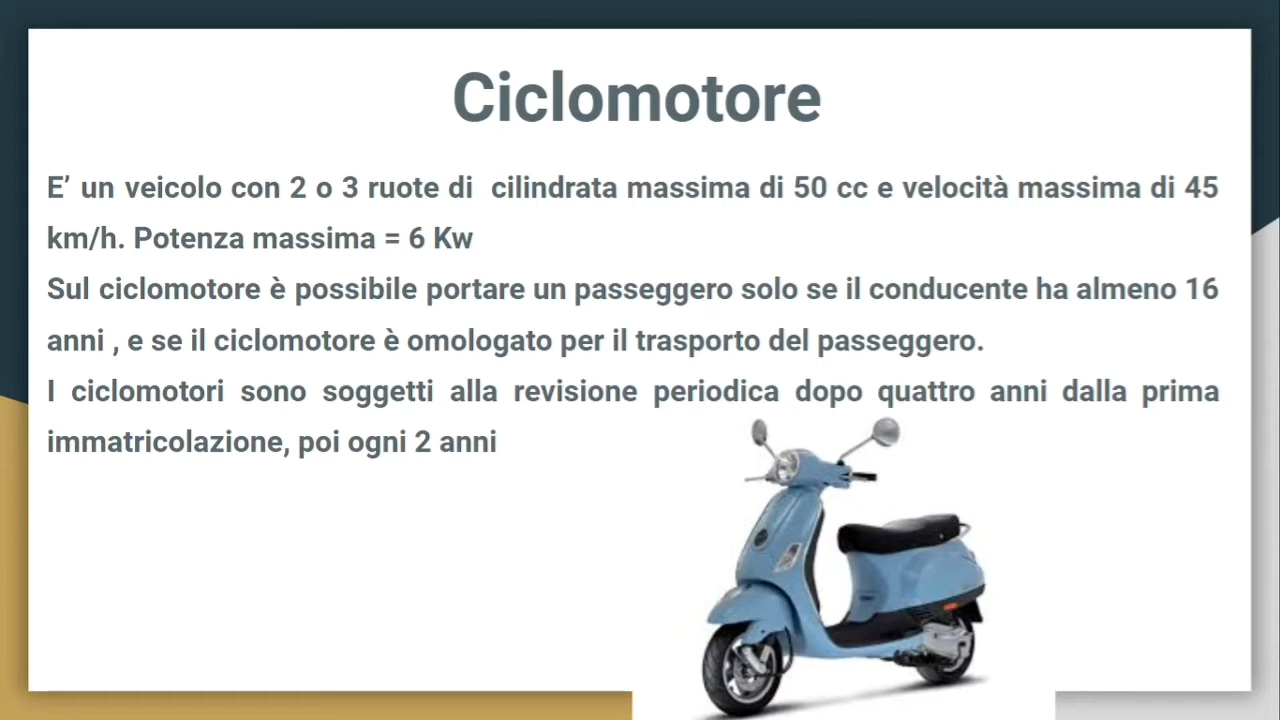 Ciclomotore
E’ un veicolo con 2 o 3 ruote di  cilindrata massima di 50 cc e velocità massima di 45
km/h. Potenza massima = 6 Kw
Sul ciclomotore è possibile portare un passeggero solo se il conducente ha almeno 16
anni , e se il ciclomotore è omologato per il trasporto del passeggero.
I ciclomotori sono soggetti alla revisione periodica dopo quattro anni dalla prima
immatricolazione, poi ogni 2 anni